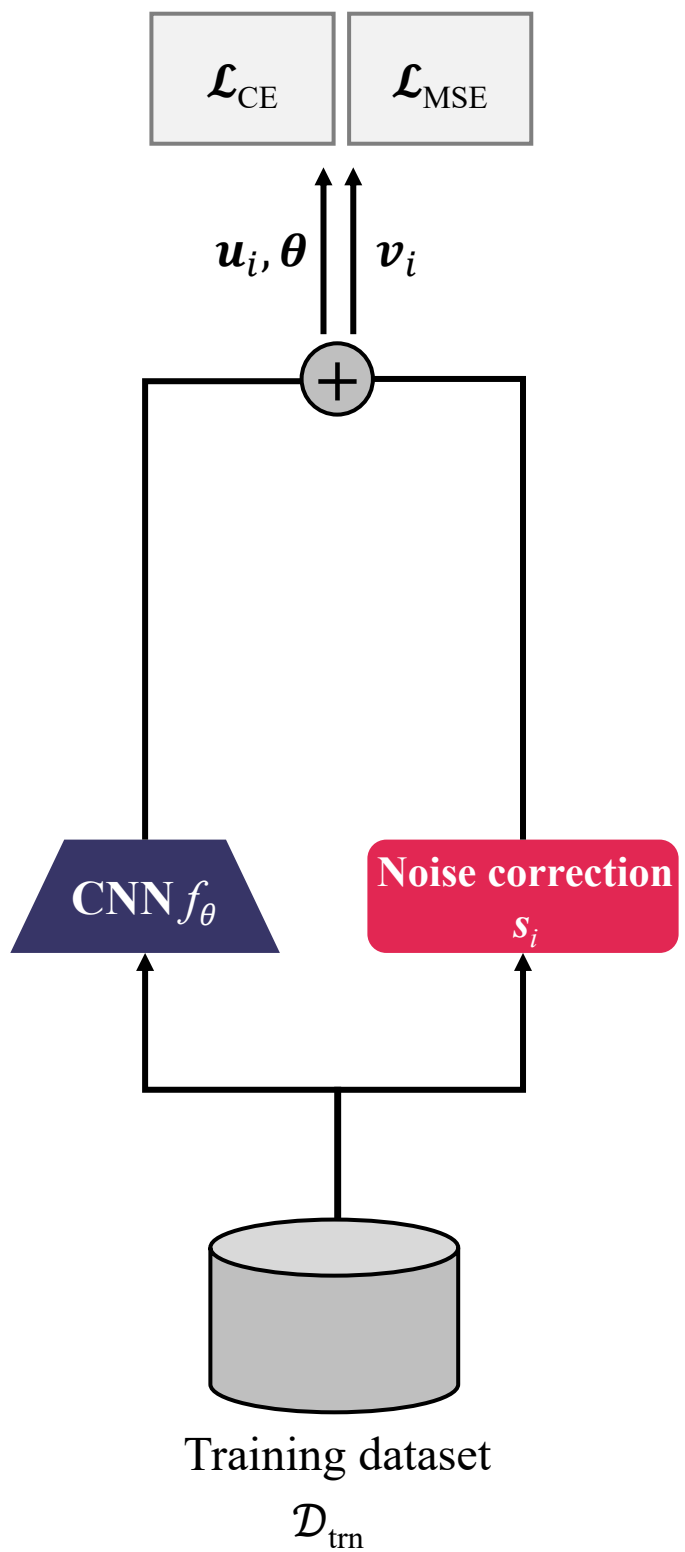 𝓛CE
𝓛MSE
𝒖ᵢ, 𝜽
𝒗ᵢ
+
CNN fθ
Noise correction
𝒔ᵢ
Training dataset
𝒟trn